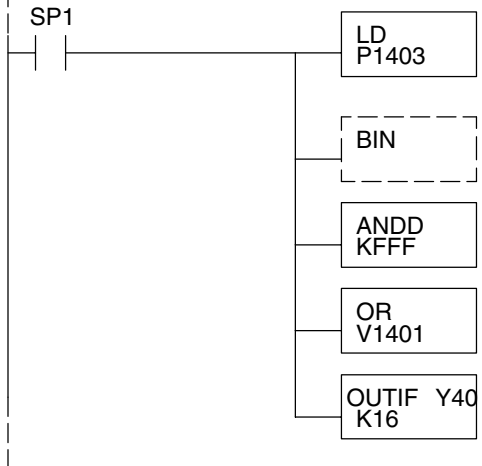 SP1
LD
P1403
BIN
ANDD
KFFF
OR
V1401
OUTIF Y40
K16